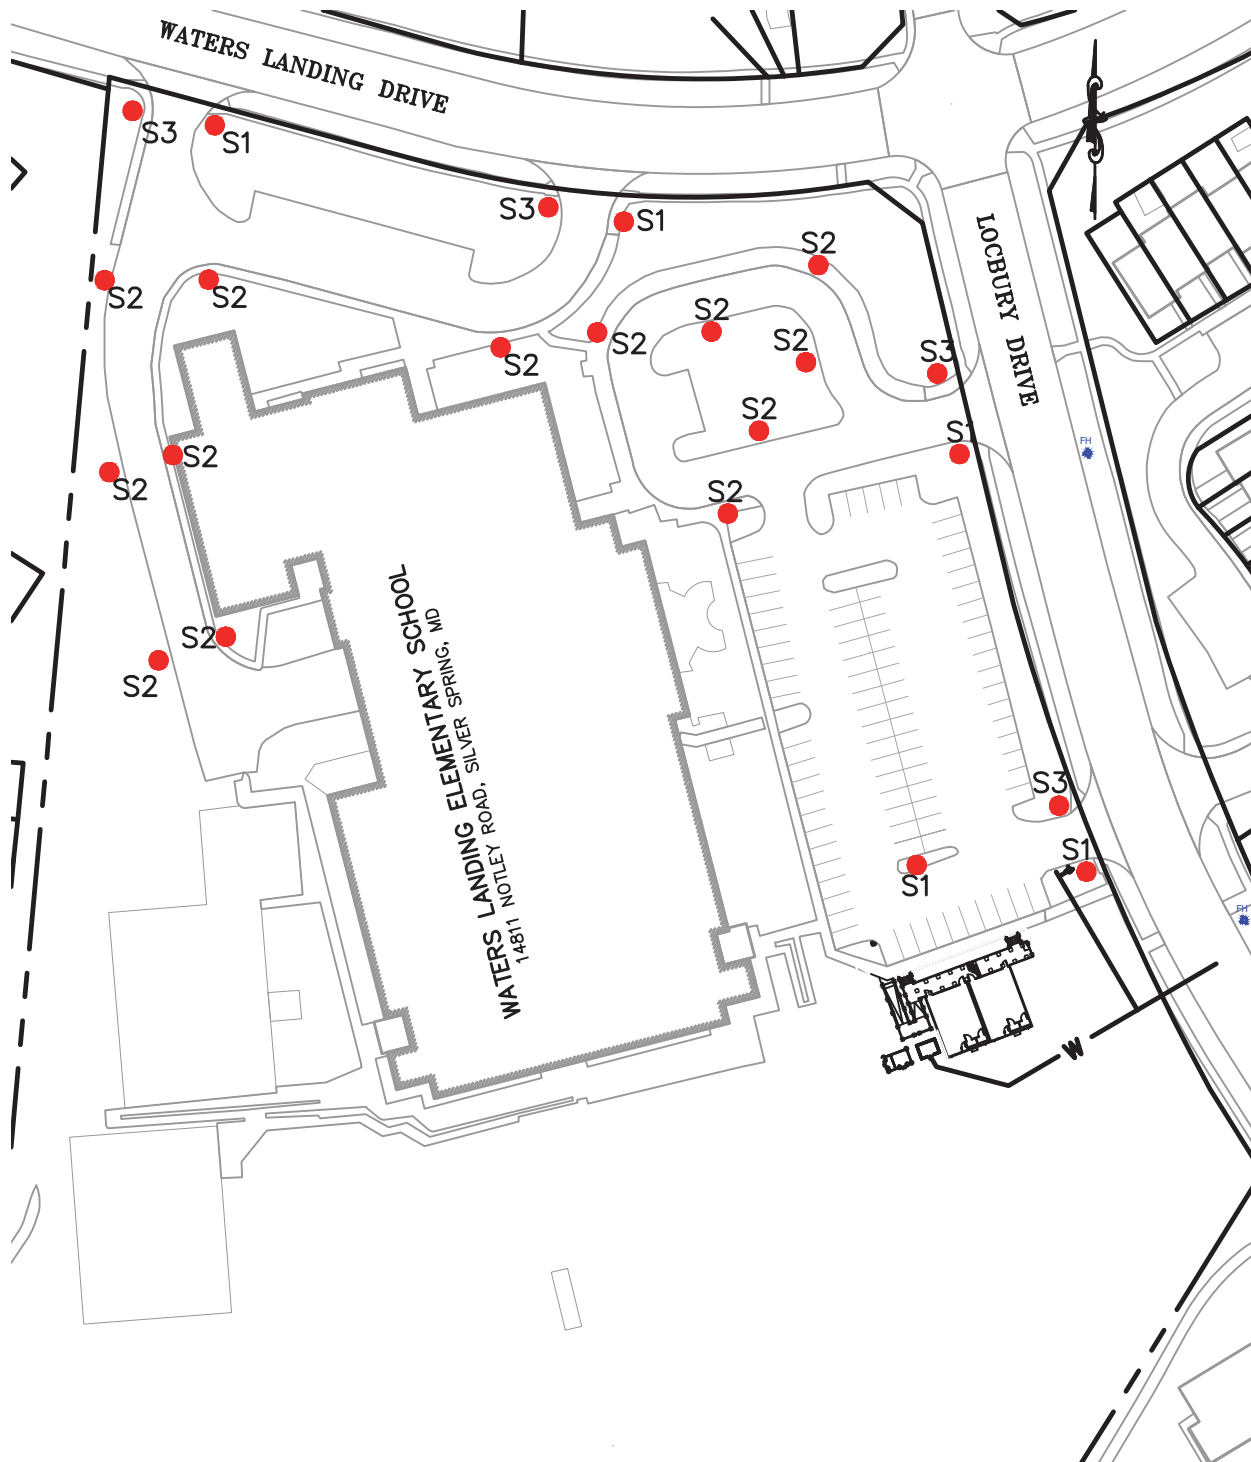 WATERS LANDING DRIVE
S3
S1
S3
S1
S2
LOCBURY DRIVE
S2
S2
S2
S2
S2
S2
S3
S2
S1
FH
S2
S2
S2
WATERS LANDING ELEMENTARY SCHOOL
14811 NOTLEY ROAD, SILVER SPRING, MD
S2
S2
S3
S1
S1
FH
W